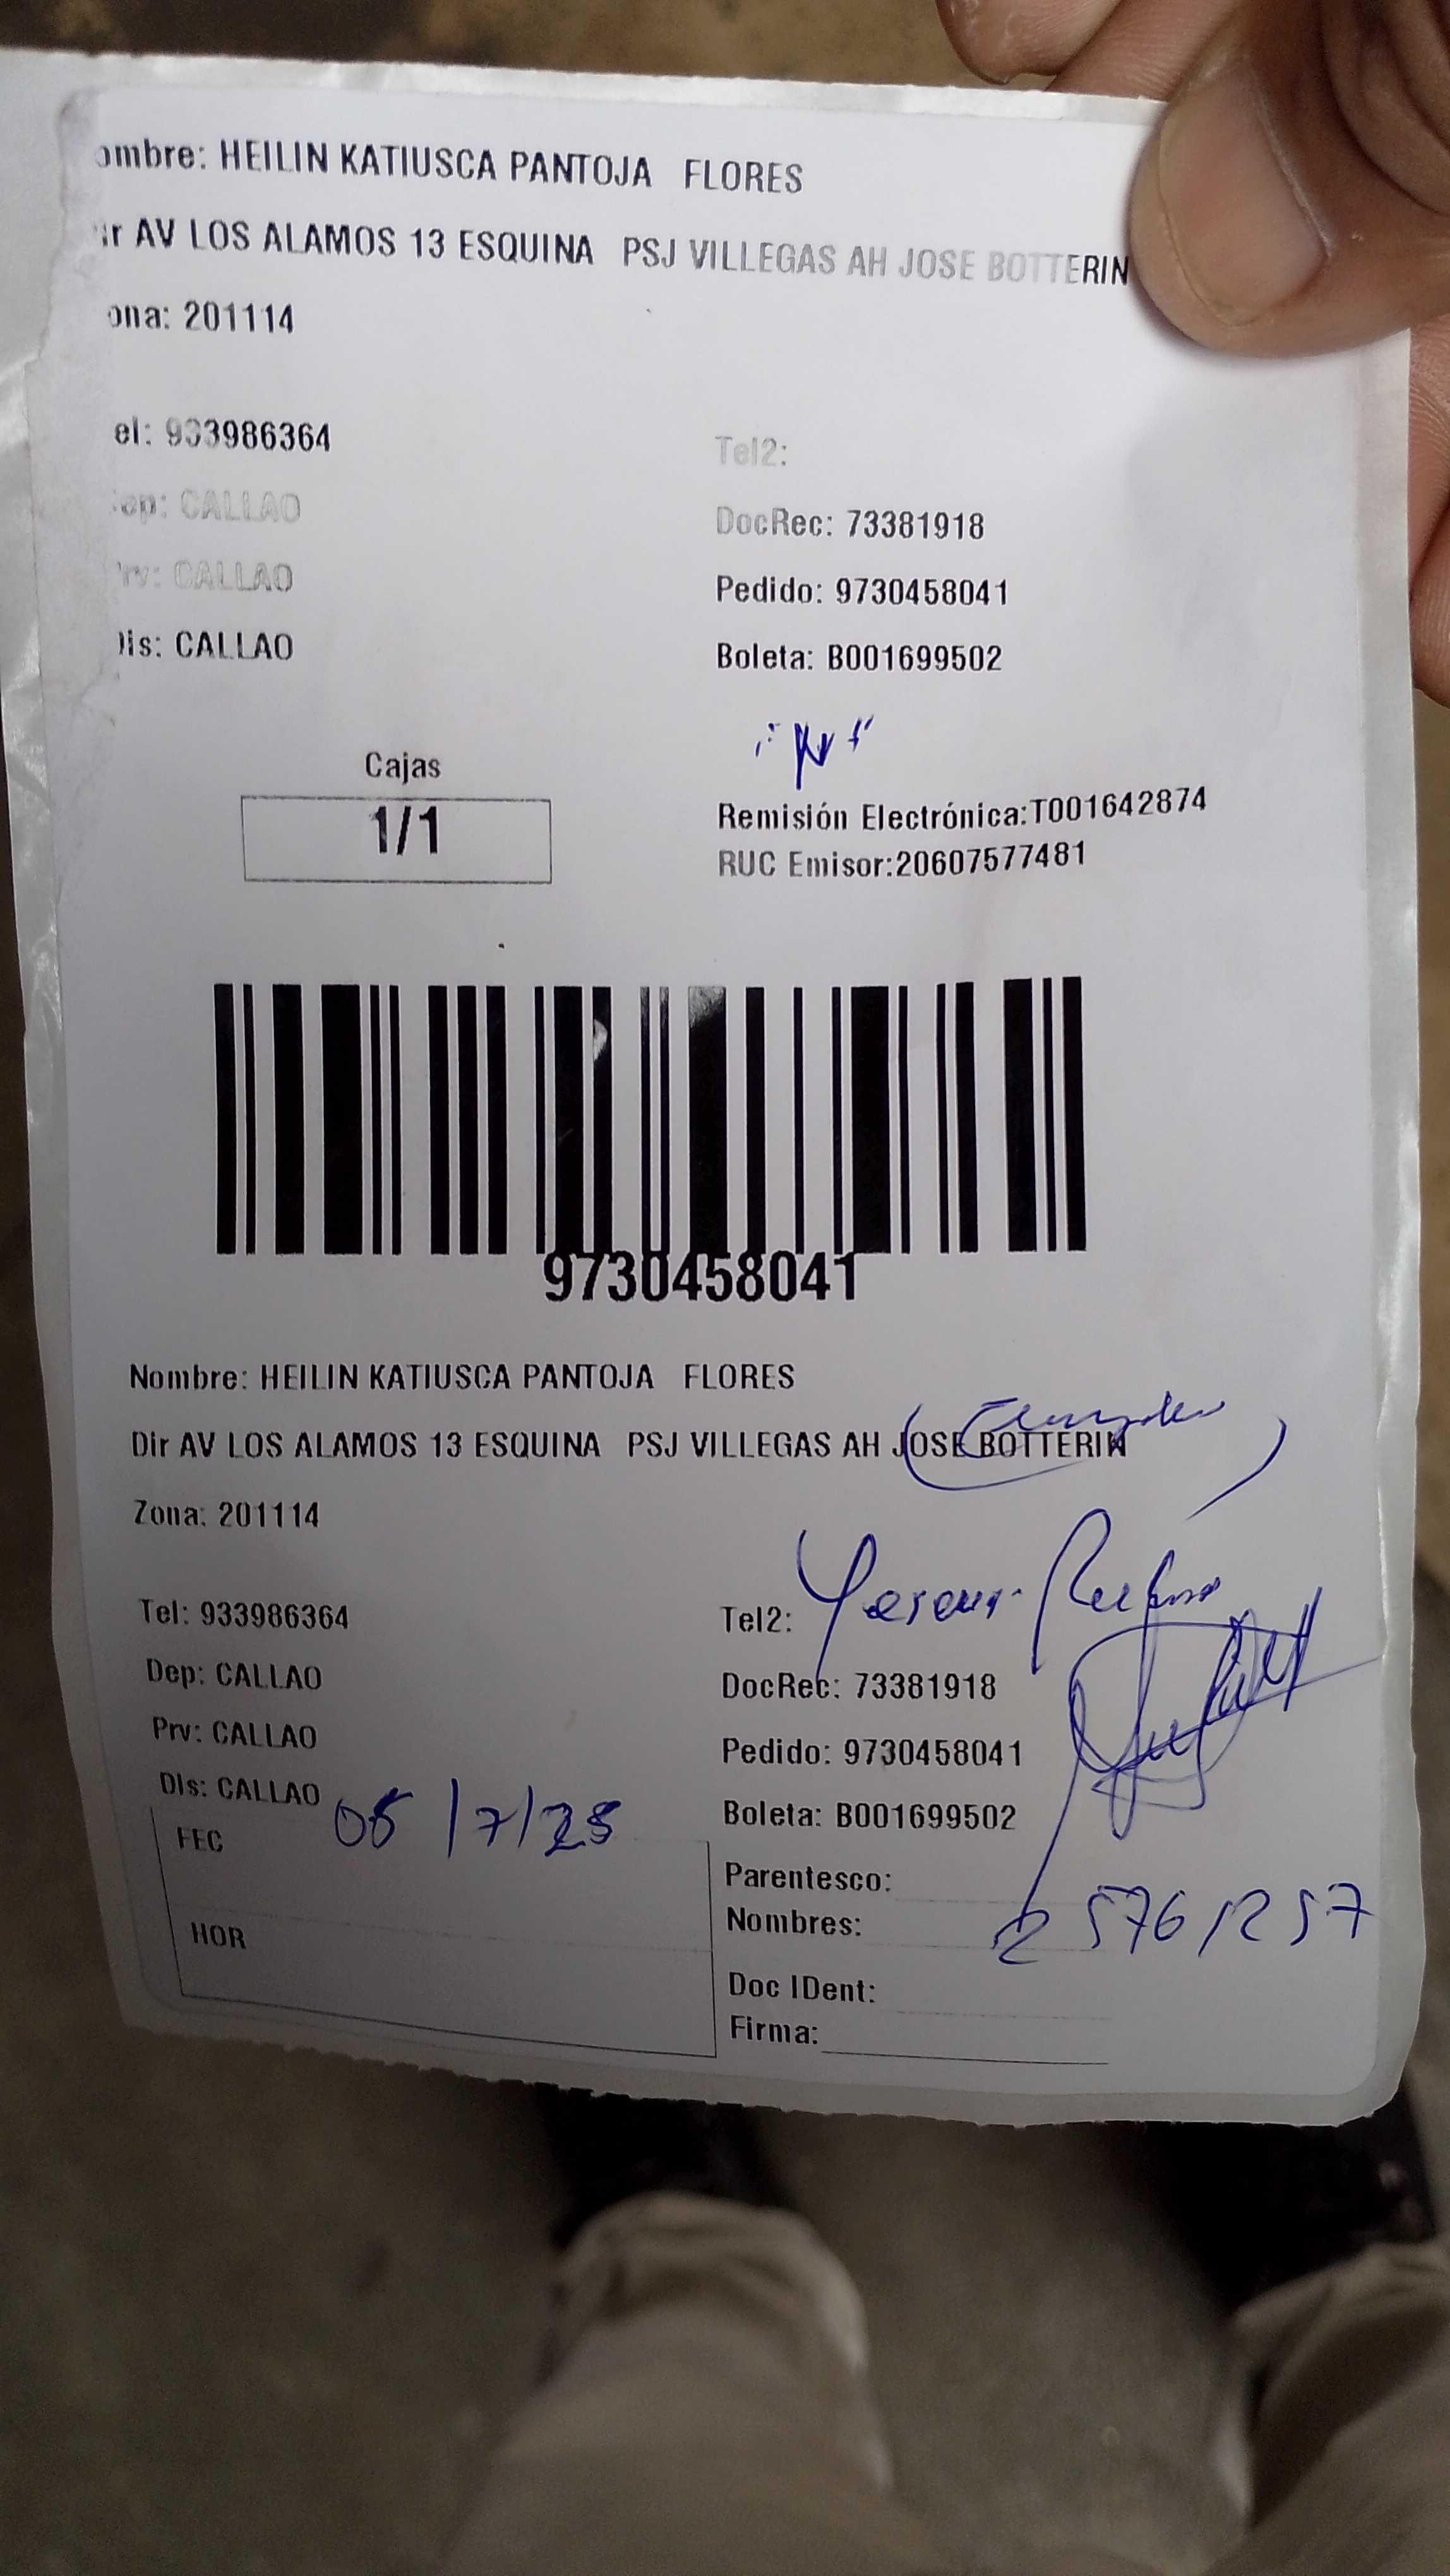 ombre: HEILIN KATIUSCA PANTOJA FLORES
ir AV LOS ALAMOS 13 ESQUINA PSJ VILLEGAS AH JOSE BOTTERIN
ona: 201114
el: 933986364
Tel2:
ep: CALLAO
DocRec: 73381918
rv: CALLAO
Pedido: 9730458041
Dis: CALLAO
Boleta: B001699502
Cajas
1/1
Remisión Electrónica:T001642874
RUC Emisor:20607577481
9730458041
Nombre: HEILIN KATIUSCA PANTOJA FLORES
Dir AV LOS ALAMOS 13 ESQUINA PSJ VILLEGAS AH JOSE BOTTERIN
Zona: 201114
Tel: 933986364
Tel2:
Dep: CALLAO
DocRec: 73381918
Prv: CALLAO
Pedido: 9730458041
Dis: CALLAO
Boleta: B001699502
FEC
Parentesco:
Nombres:
HOR
Doc IDent:
Firma: